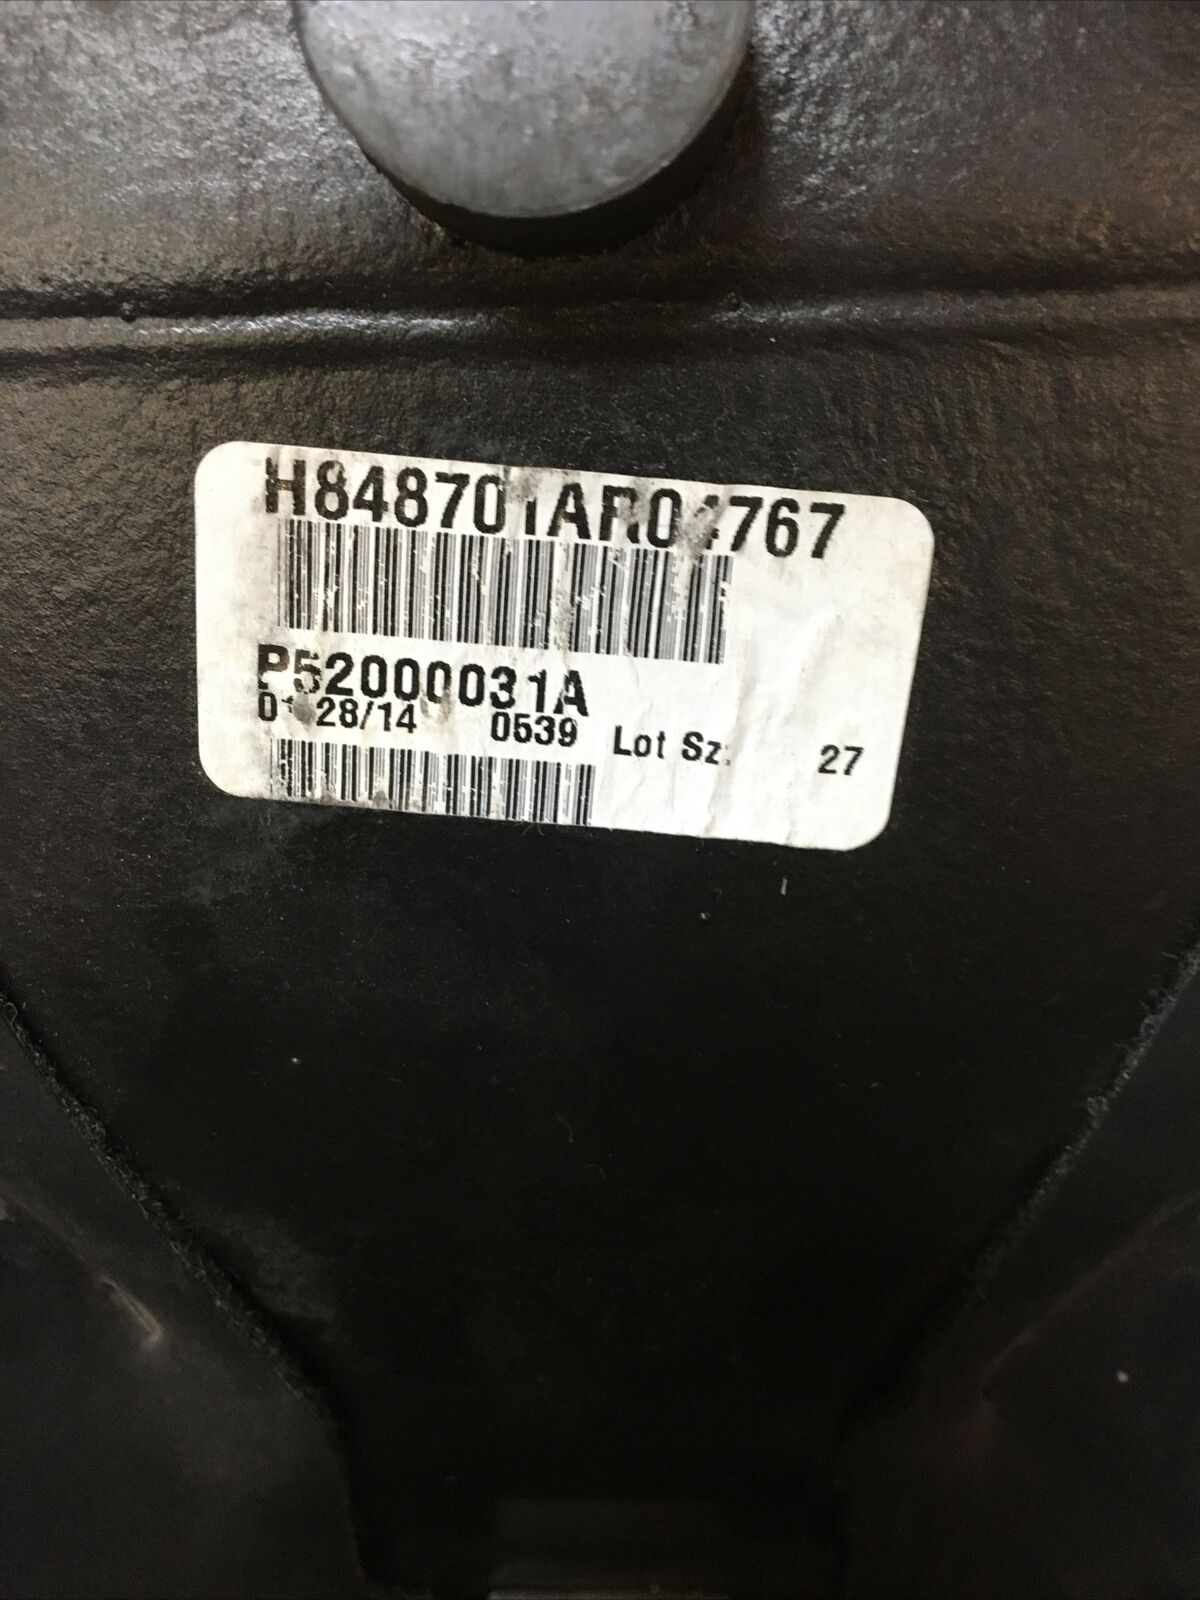 H848701AR04767
P52000031A
01/28/14 0539 Lot Sz: 27